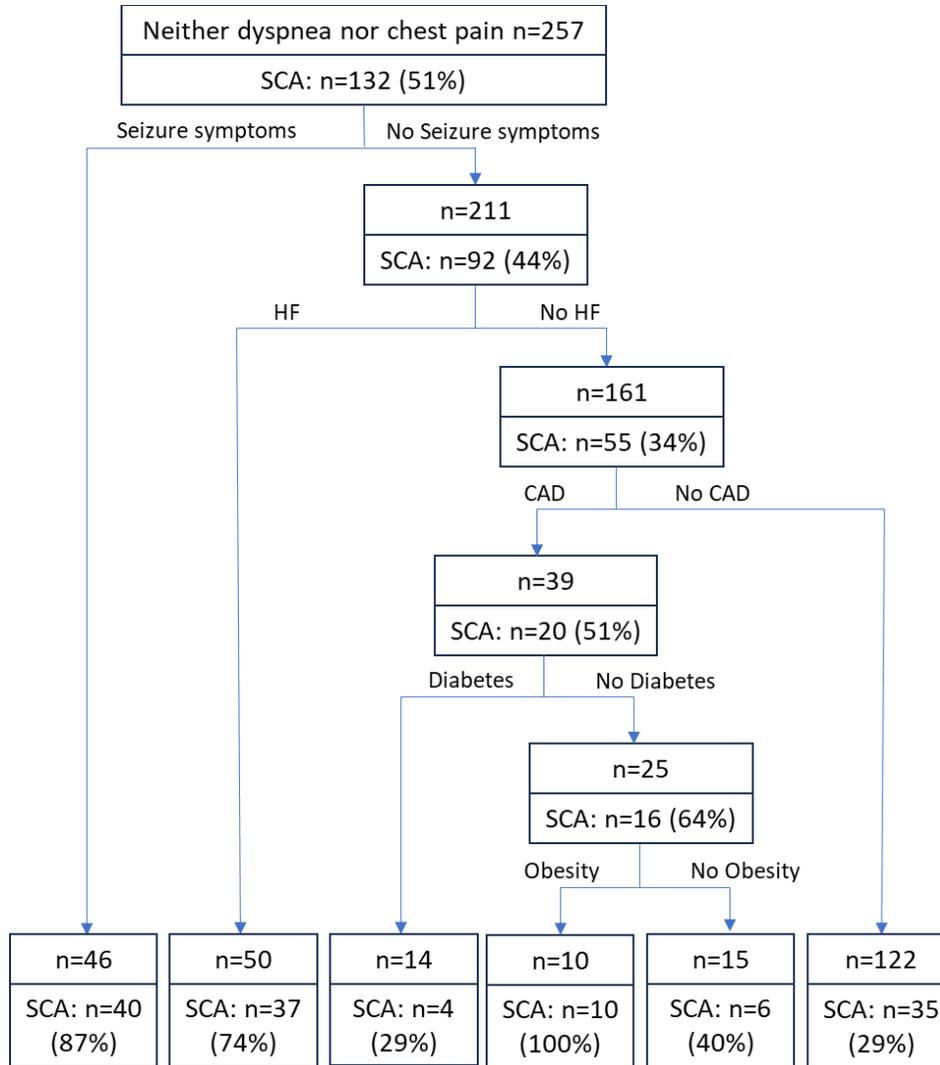 Neither dyspnea nor chest pain n=257
SCA: n=132 (51%)
Seizure symptoms
No Seizure symptoms
n=211
SCA: n=92 (44%)
HF
No HF
n=161
SCA: n=55 (34%)
CAD
No CAD
n=39
SCA: n=20 (51%)
Diabetes
No Diabetes
n=25
SCA: n=16 (64%)
Obesity
No Obesity
n=46
SCA: n=40
(87%)
n=50
SCA: n=37
(74%)
n=14
SCA: n=4
(29%)
n=10
SCA: n=10
(100%)
n=15
SCA: n=6
(40%)
n=122
SCA: n=35
(29%)